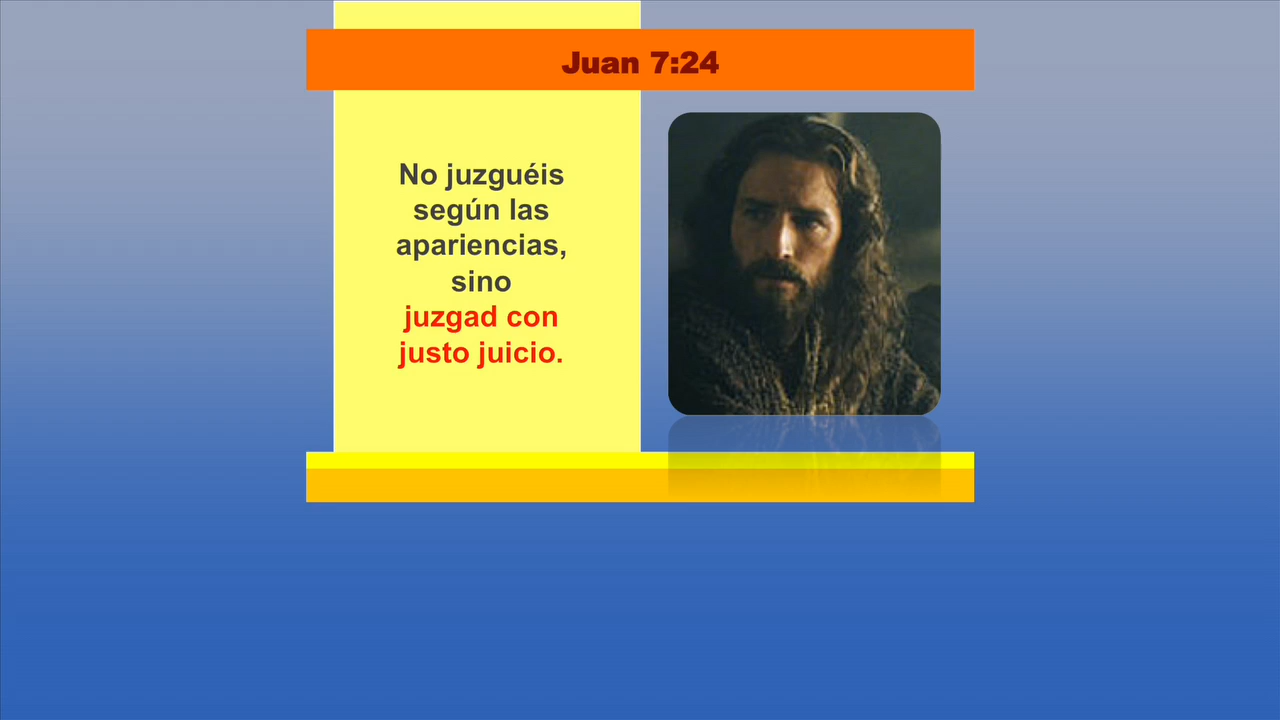 Juan 7:24
No juzguéis
según las
apariencias,
sino
juzgad con
justo juicio.